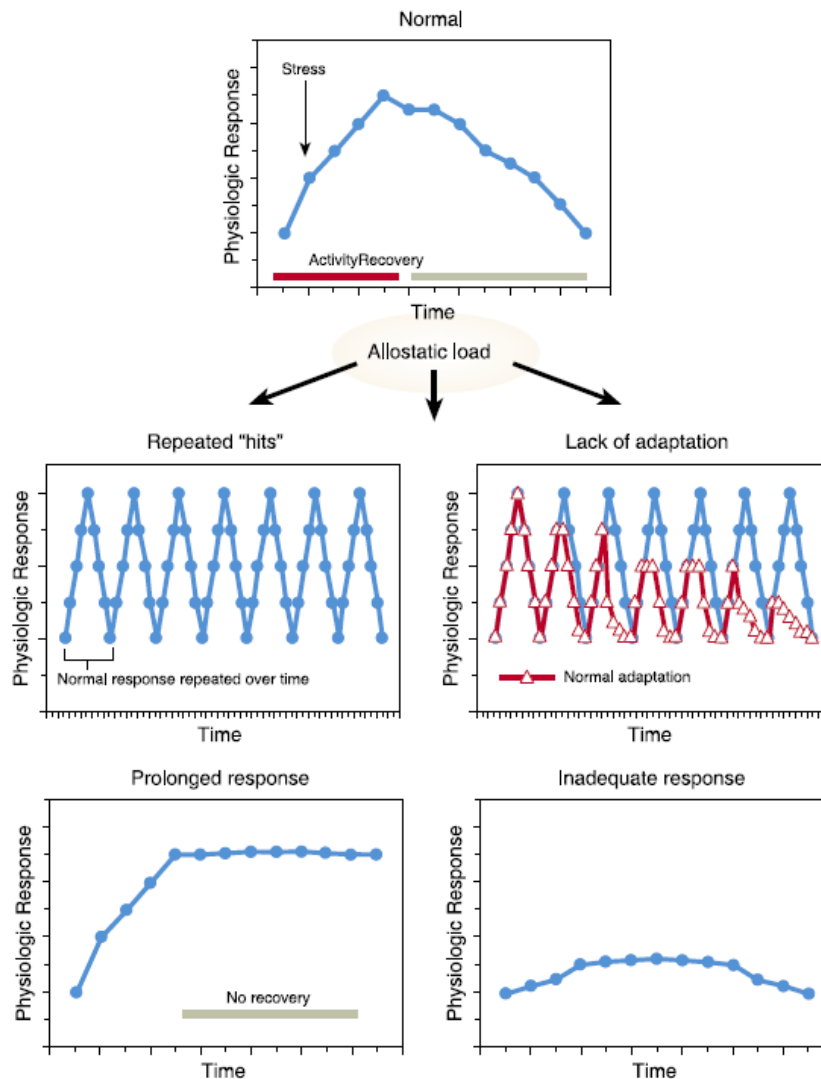 Normal
Stress
Physiologic Response
ActivityRecovery
Time
Allostatic load
Repeated "hits"
Physiologic Response
Normal response repeated over time
Time
Lack of adaptation
Physiologic Response
Normal adaptation
Time
Prolonged response
Physiologic Response
No recovery
Time
Inadequate response
Physiologic Response
Time